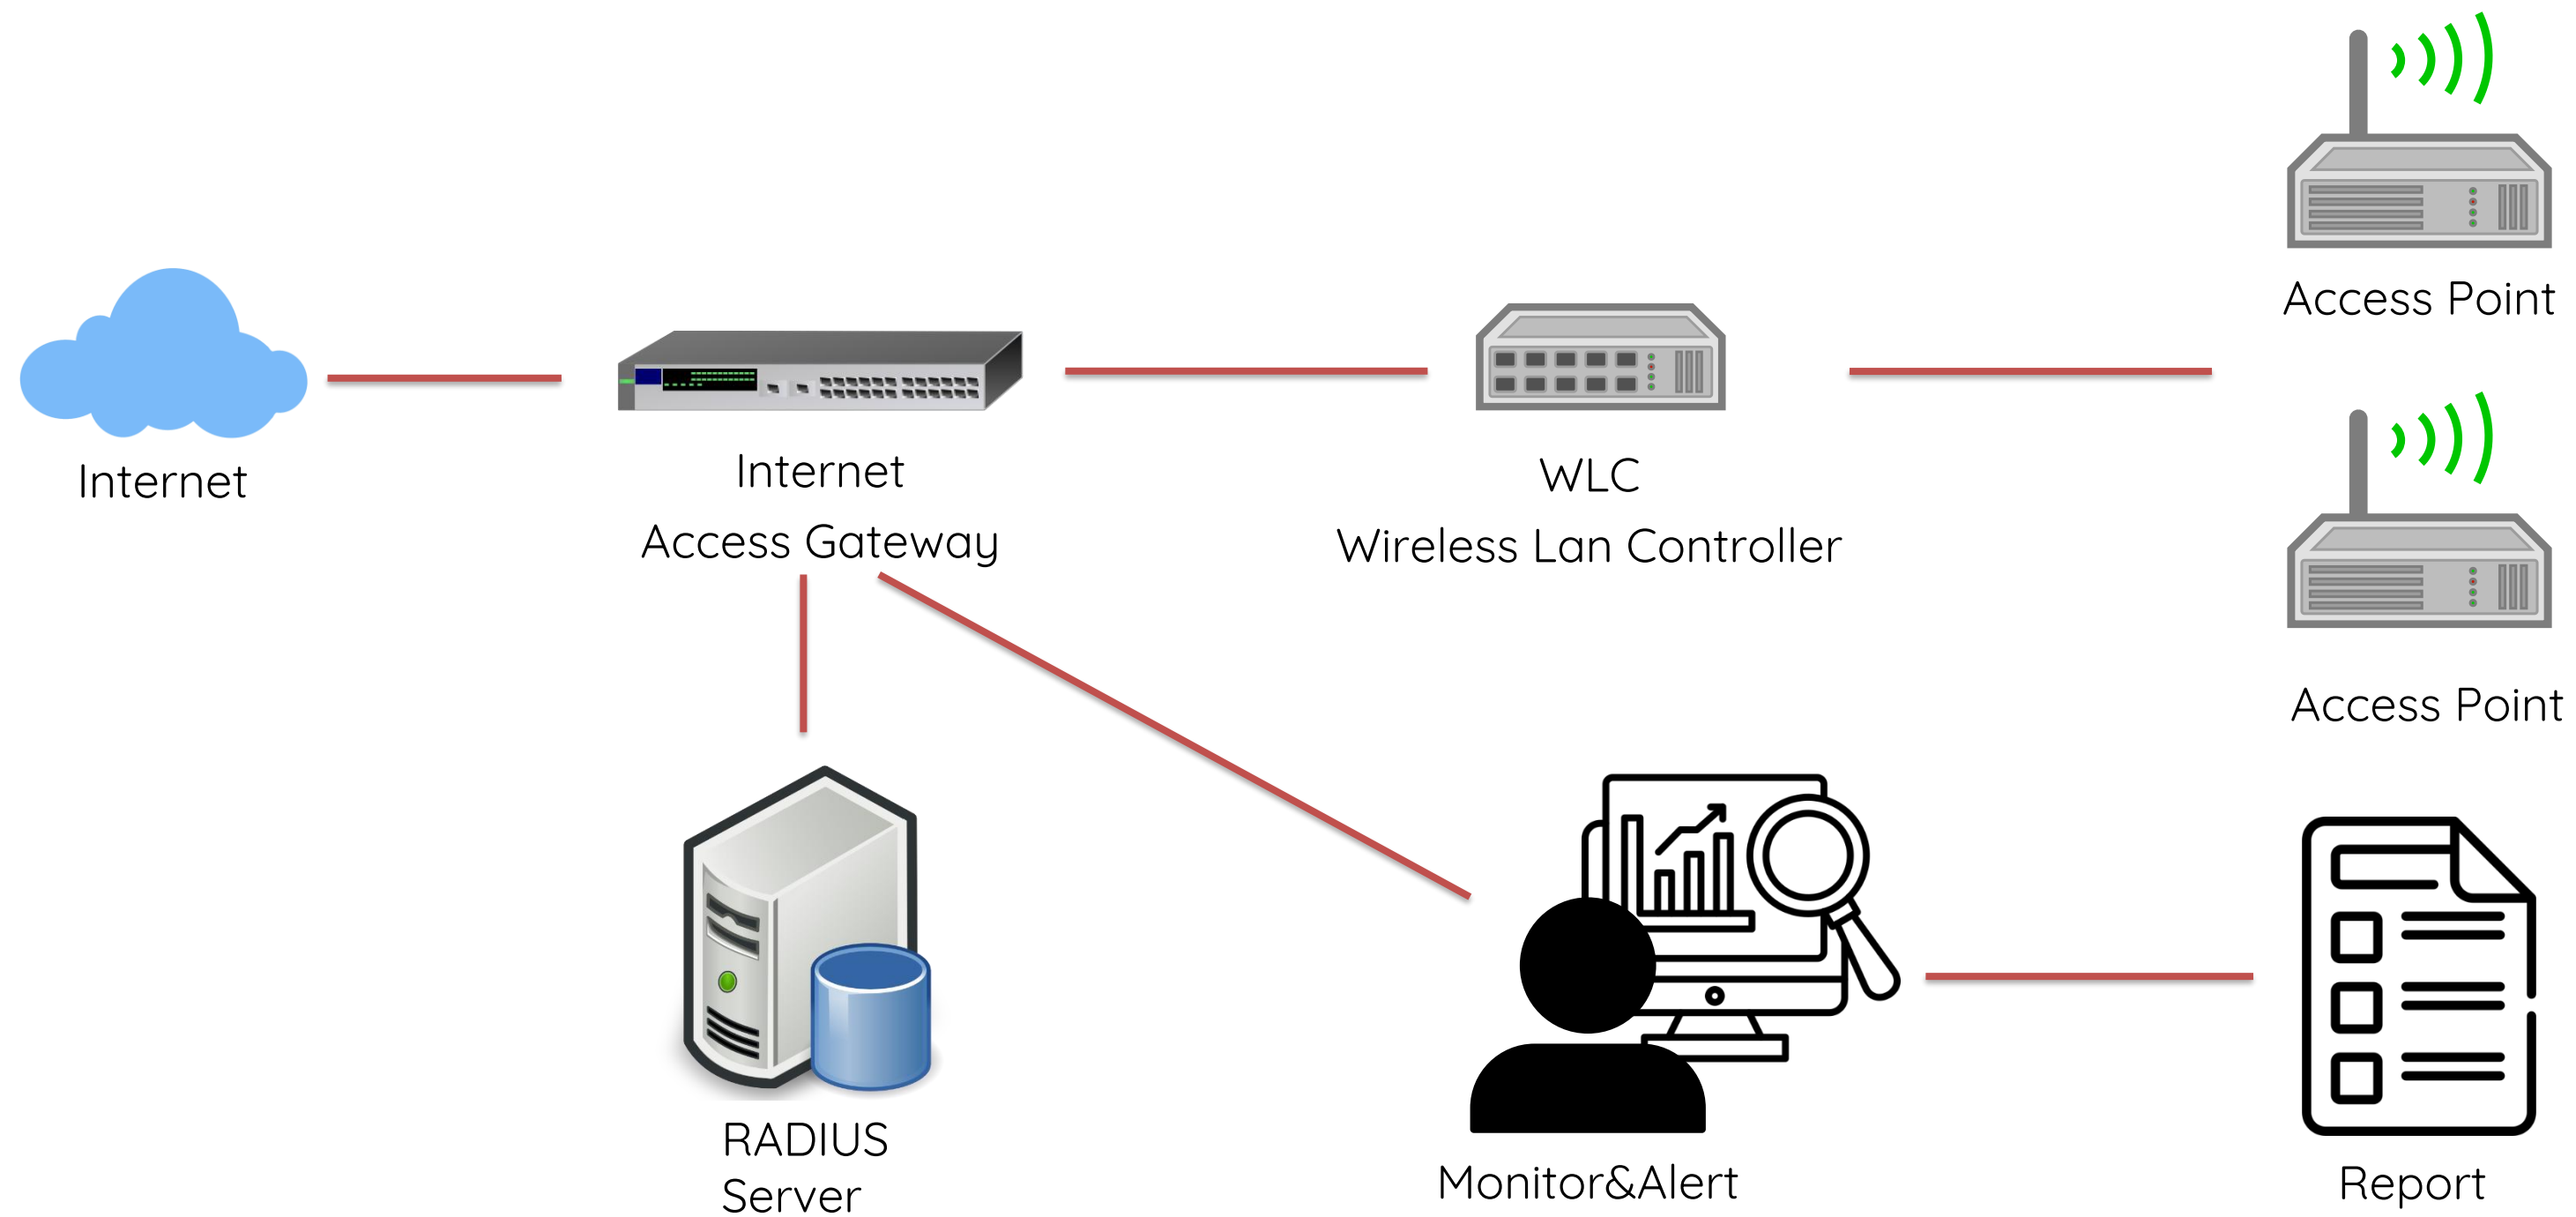 Access Point
Internet
Internet
Access Gateway
WLC
Wireless Lan Controller
Access Point
RADIUS
Server
Monitor&Alert
Report